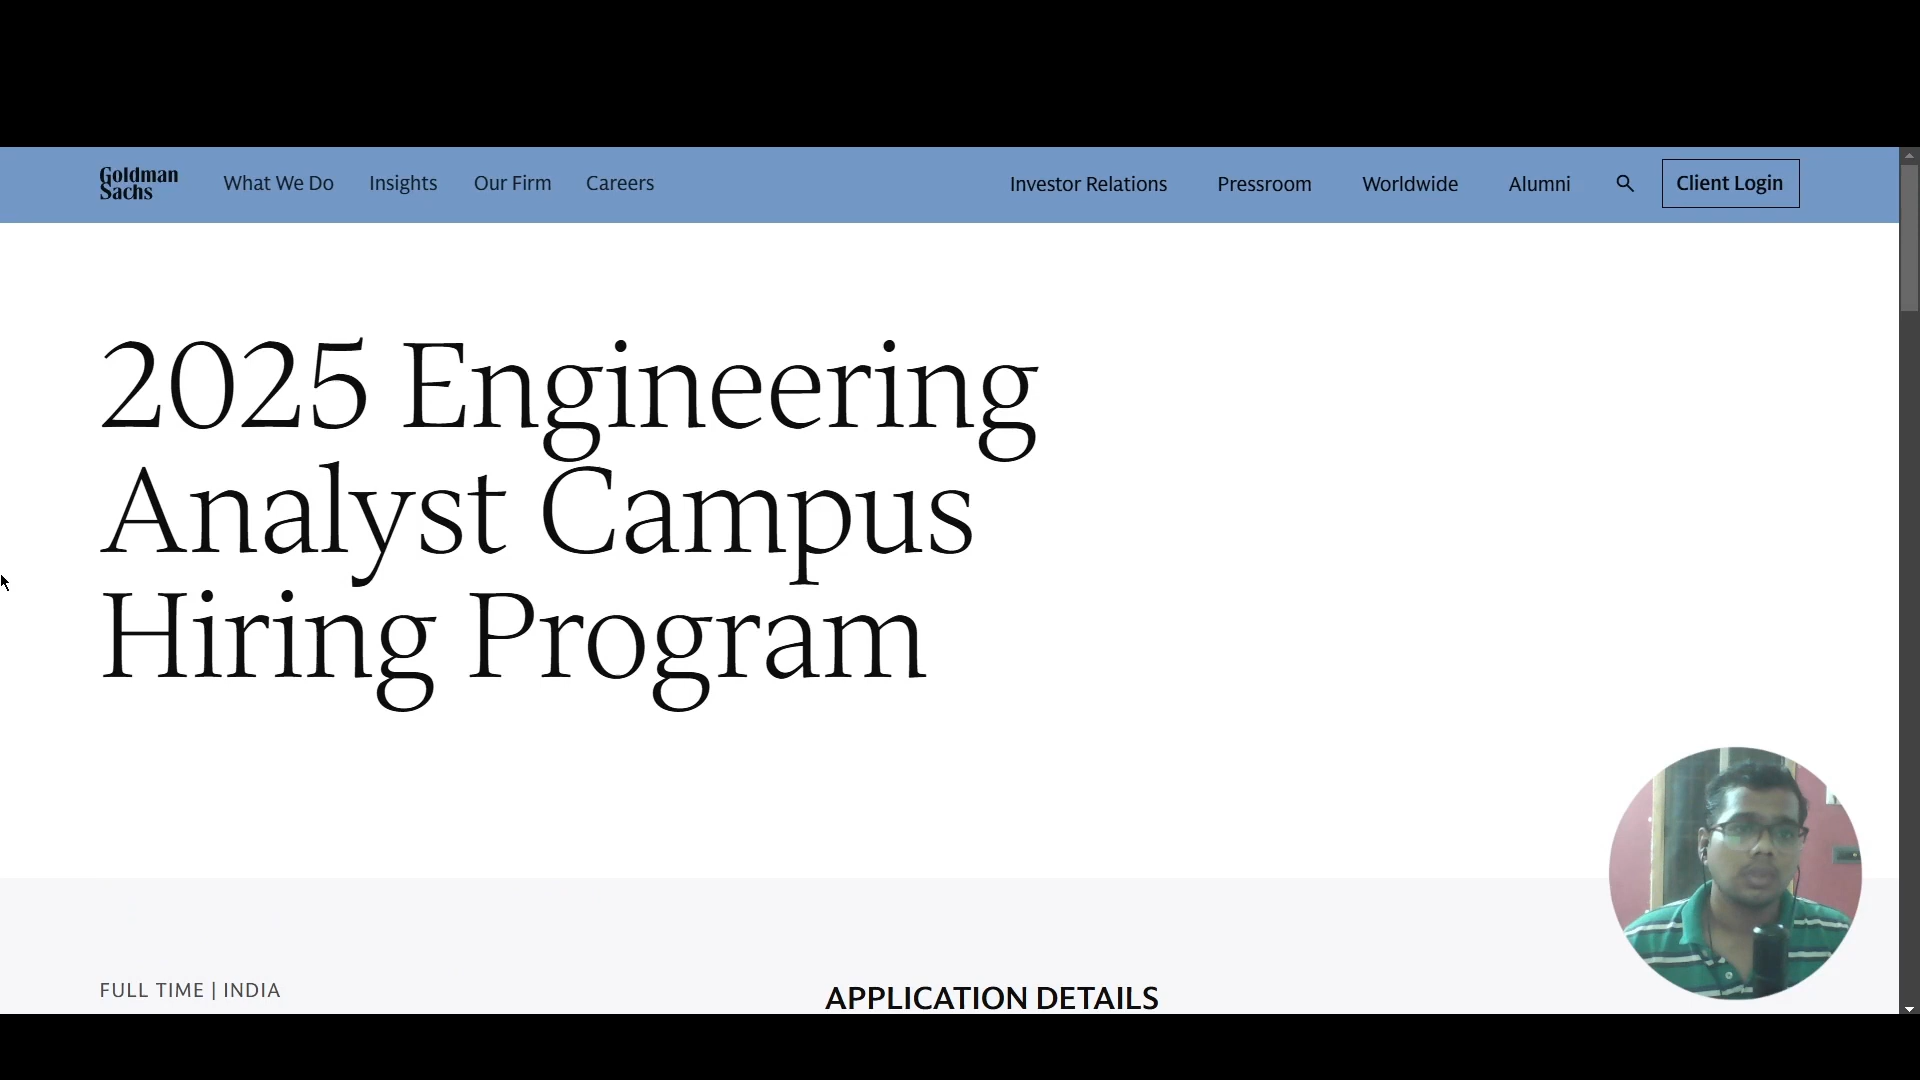 Goldman
Sachs
What We Do
Insights
Our Firm
Careers
Investor Relations
Pressroom
Worldwide
Alumni
Client Login
2025 Engineering
Analyst Campus
Hiring Program
FULL TIME | INDIA
APPLICATION DETAILS